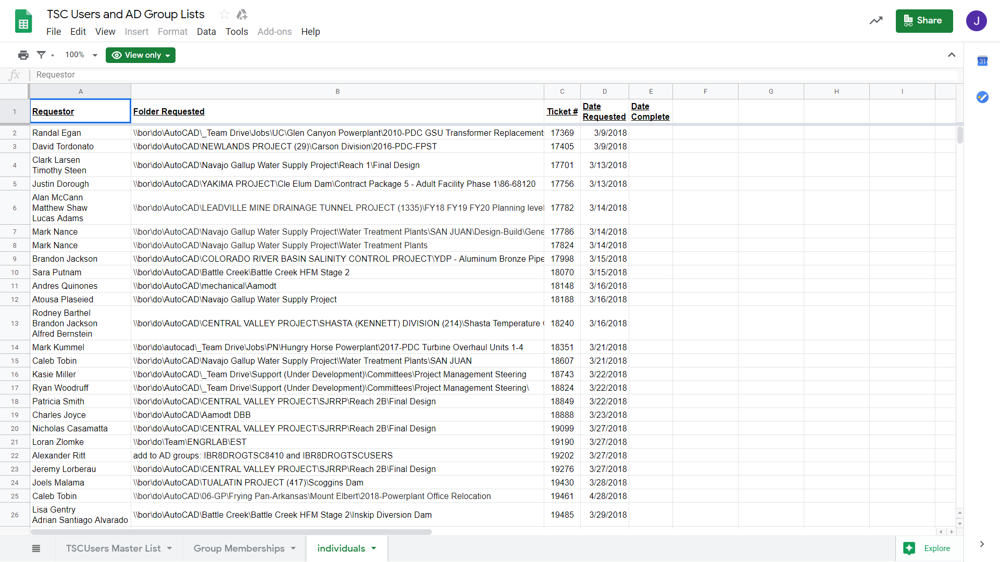 TSC Users and AD Group Lists
File Edit View Insert Format Data Tools Add-ons Help
Share
J
100%
View only
31
fx
Requestor
A B C D E F G H I
1 Requestor Folder Requested Ticket # Date Requested Date Complete
2 Randal Egan \\bor\do\AutoCAD\_Team Drive\Jobs\UC\Glen Canyon Powerplant\2010-PDC GSU Transformer Replacement 17369 3/9/2018
3 David Tordonato \\bor\do\AutoCAD\NEWLANDS PROJECT (29)\Carson Division\2016-PDC-FPST 17405 3/9/2018
Clark Larsen
4 Timothy Steen \\bor\do\AutoCAD\Navajo Gallup Water Supply Project\Reach 1\Final Design 17701 3/13/2018
5 Justin Dorough \\bor\do\AutoCAD\YAKIMA PROJECT\Cle Elum Dam\Contract Package 5 - Adult Facility Phase 1\86-68120 17756 3/13/2018
Alan McCann
6 Matthew Shaw \\bor\do\AutoCAD\LEADVILLE MINE DRAINAGE TUNNEL PROJECT (1335)\FY18 FY19 FY20 Planning level 17782 3/14/2018
Lucas Adams
7 Mark Nance \\bor\do\AutoCAD\Navajo Gallup Water Supply Project\Water Treatment Plants\SAN JUAN\Design-Build\Gene 17786 3/14/2018
8 Mark Nance \\bor\do\AutoCAD\Navajo Gallup Water Supply Project\Water Treatment Plants 17824 3/14/2018
9 Brandon Jackson \\bor\do\AutoCAD\COLORADO RIVER BASIN SALINITY CONTROL PROJECT\YDP - Aluminum Bronze Pipe 17998 3/15/2018
10 Sara Putnam \\bor\do\AutoCAD\Battle Creek\Battle Creek HFM Stage 2 18070 3/15/2018
11 Andres Quinones \\bor\do\AutoCAD\mechanical\Aamodt 18148 3/16/2018
12 Atousa Plaseied \\bor\do\AutoCAD\Navajo Gallup Water Supply Project 18188 3/16/2018
Rodney Barthel
13 Brandon Jackson \\bor\do\AutoCAD\CENTRAL VALLEY PROJECT\SHASTA (KENNETT) DIVISION (214)\Shasta Temperature 18240 3/16/2018
Alfred Bernstein
14 Mark Kummel \\bor\do\autocad\_Team Drive\Jobs\PN\Hungry Horse Powerplant\2017-PDC Turbine Overhaul Units 1-4 18351 3/21/2018
15 Caleb Tobin \\bor\do\AutoCAD\Navajo Gallup Water Supply Project\Water Treatment Plants\SAN JUAN 18607 3/21/2018
16 Kasie Miller \\bor\do\AutoCAD\_Team Drive\Support (Under Development)\Committees\Project Management Steering 18743 3/22/2018
17 Ryan Woodruff \\bor\do\AutoCAD\_Team Drive\Support (Under Development)\Committees\Project Management Steering\ 18824 3/22/2018
18 Patricia Smith \\bor\do\AutoCAD\CENTRAL VALLEY PROJECT\SJRRP\Reach 2B\Final Design 18849 3/22/2018
19 Charles Joyce \\bor\do\AutoCAD\Aamodt DBB 18888 3/23/2018
20 Nicholas Casamatta \\bor\do\AutoCAD\CENTRAL VALLEY PROJECT\SJRRP\Reach 2B\Final Design 19099 3/27/2018
21 Loran Zlomke \\bor\do\Team\ENGRLAB\EST 19190 3/27/2018
22 Alexander Ritt add to AD groups: IBR8DROGTSC8410 and IBR8DROGTSCUSERS 19202 3/27/2018
23 Jeremy Lorberau \\bor\do\AutoCAD\CENTRAL VALLEY PROJECT\SJRRP\Reach 2B\Final Design 19276 3/27/2018
24 Joels Malama \\bor\do\AutoCAD\TUALATIN PROJECT (417)\Scoggins Dam 19430 3/28/2018
25 Caleb Tobin \\bor\do\AutoCAD\06-GP\Frying Pan-Arkansas\Mount Elbert\2018-Powerplant Office Relocation 19461 4/28/2018
Lisa Gentry
26 Adrian Santiago Alvarado \\bor\do\AutoCAD\Battle Creek\Battle Creek HFM Stage 2\Inskip Diversion Dam 19485 3/29/2018
TSCUsers Master List Group Memberships individuals Explore